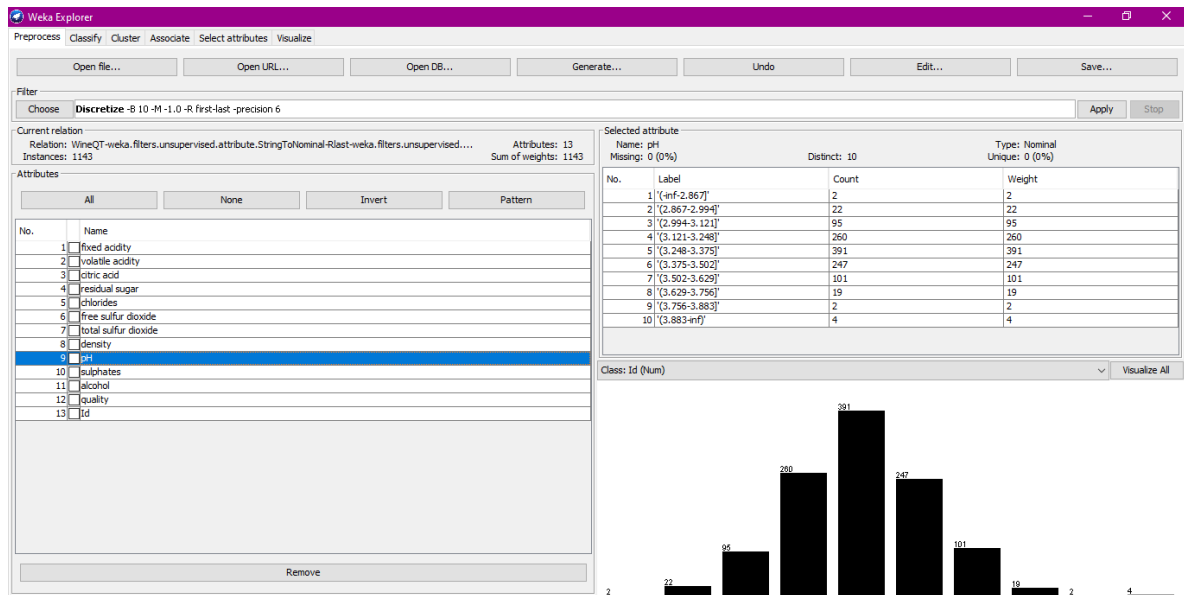 Weka Explorer
Preprocess Classify Cluster Associate Select attributes Visualize
Open file... Open URL... Open DB... Generate... Undo Edit... Save...
Filter
Choose Discretize -B 10 -M -1.0 -R first-last -precision 6 Apply Stop
Current relation
Relation: WineQT-weka.filters.unsupervised.attribute.StringToNominal-Rlast-weka.filters.unsupervised.... Attributes: 13
Instances: 1143 Sum of weights: 1143
Attributes
All None Invert Pattern
No. Name
1 fixed acidity
2 volatile acidity
3 citric acid
4 residual sugar
5 chlorides
6 free sulfur dioxide
7 total sulfur dioxide
8 density
9 pH
10 sulphates
11 alcohol
12 quality
13 Id
Remove
Selected attribute
Name: pH Type: Nominal
Missing: 0 (0%) Distinct: 10 Unique: 0 (0%)
No. Label Count Weight
1 '(-inf-2.867]' 2 2
2 '(2.867-2.994]' 22 22
3 '(2.994-3.121]' 95 95
4 '(3.121-3.248]' 260 260
5 '(3.248-3.375]' 391 391
6 '(3.375-3.502]' 247 247
7 '(3.502-3.629]' 101 101
8 '(3.629-3.756]' 19 19
9 '(3.756-3.883]' 2 2
10 '(3.883-inf)' 4 4
Class: Id (Num) Visualize All
2 22 95 260 391 247 101 19 2 4